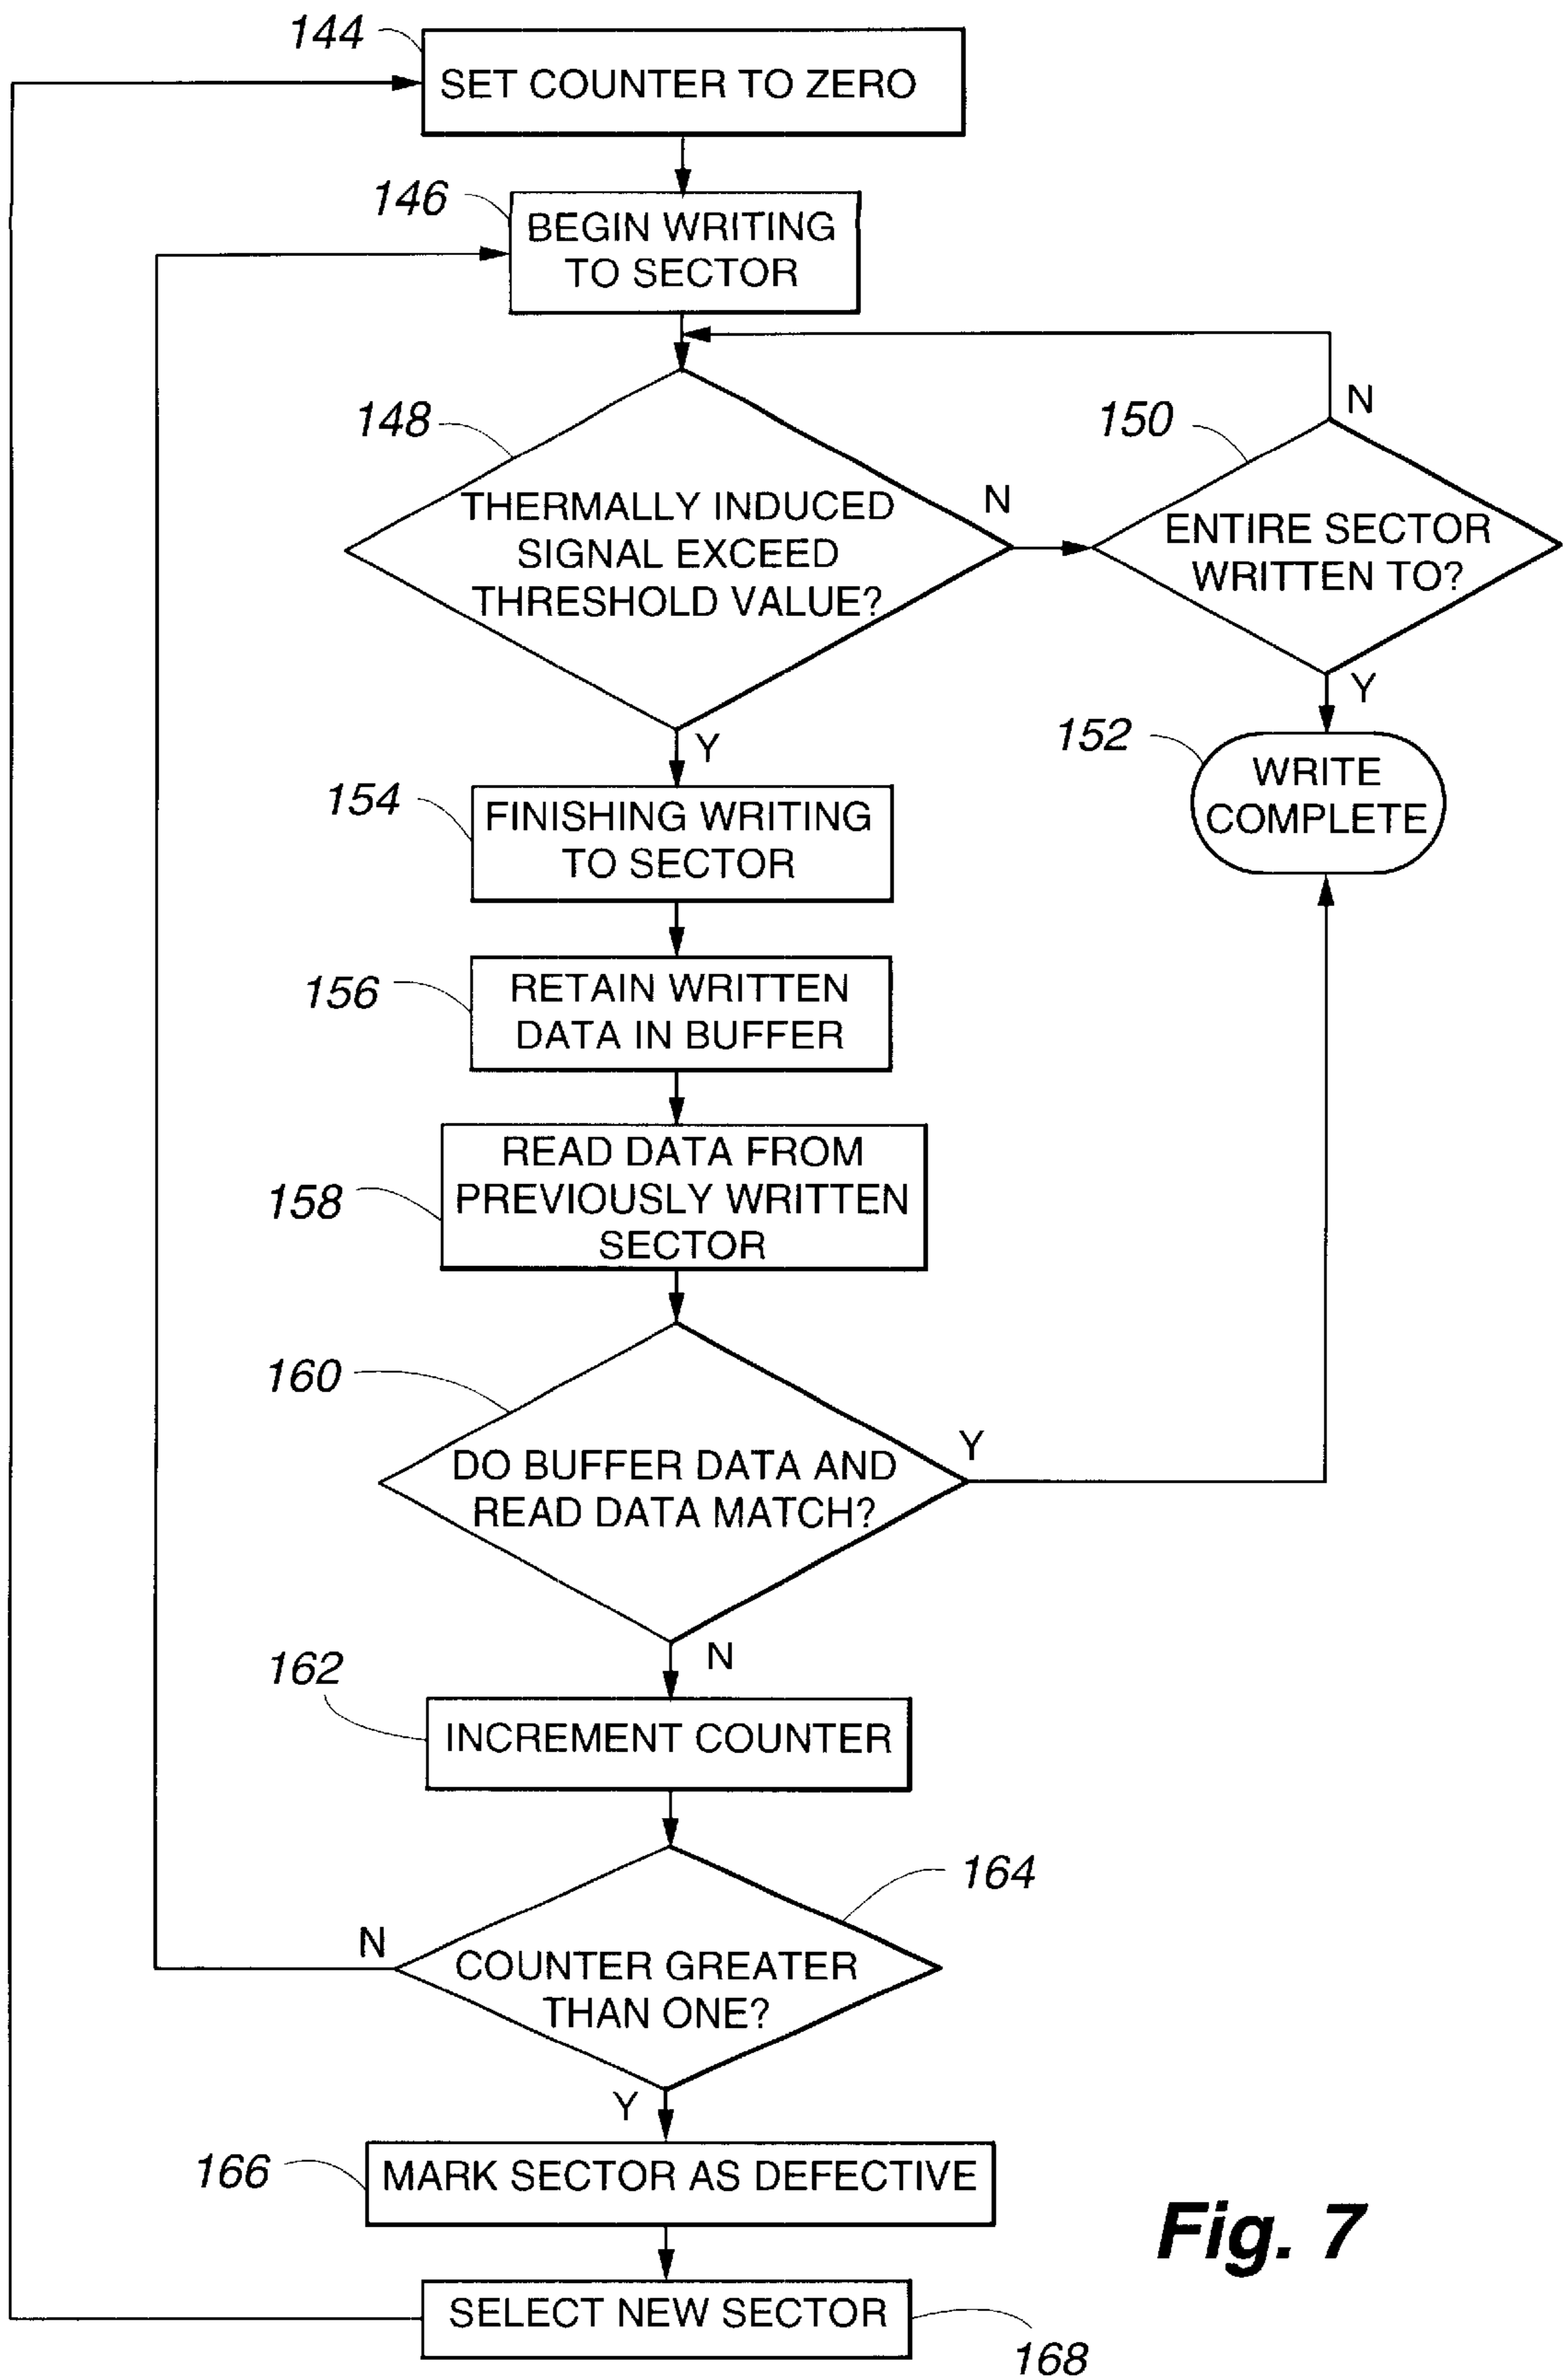 144
SET COUNTER TO ZERO
146
BEGIN WRITING
TO SECTOR
148
THERMALLY INDUCED
SIGNAL EXCEED
THRESHOLD VALUE?
N
150
N
ENTIRE SECTOR
WRITTEN TO?
Y
152
WRITE
COMPLETE
Y
154
FINISHING WRITING
TO SECTOR
156
RETAIN WRITTEN
DATA IN BUFFER
158
READ DATA FROM
PREVIOUSLY WRITTEN
SECTOR
160
DO BUFFER DATA AND
READ DATA MATCH?
Y
N
162
INCREMENT COUNTER
164
COUNTER GREATER
THAN ONE?
N
Y
166
MARK SECTOR AS DEFECTIVE
SELECT NEW SECTOR
168
Fig. 7